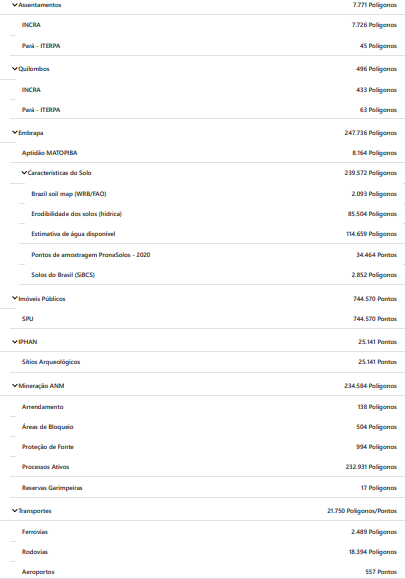 Assentamentos 7.771 Polígonos
INCRA 7.726 Polígonos
Pará - ITERPA 45 Polígonos
Quilombos 496 Polígonos
INCRA 433 Polígonos
Pará - ITERPA 63 Polígonos
Embrapa 247.736 Polígonos
Aptidão MATOPIBA 8.164 Polígonos
Características do Solo 239.572 Polígonos
Brazil soil map (WRB/FAO) 2.093 Polígonos
Erodibilidade dos solos (hídrica) 85.504 Polígonos
Estimativa de água disponível 114.659 Polígonos
Pontos de amostragem PronaSolos - 2020 34.464 Pontos
Solos do Brasil (SiBCS) 2.852 Polígonos
Imóveis Públicos 744.570 Pontos
SPU 744.570 Pontos
IPHAN 25.141 Pontos
Sítios Arqueológicos 25.141 Pontos
Mineração ANM 234.584 Polígonos
Arrendamento 138 Polígonos
Áreas de Bloqueio 504 Polígonos
Proteção de Fonte 994 Polígonos
Processos Ativos 232.931 Polígonos
Reservas Garimpeiras 17 Polígonos
Transportes 21.750 Polígonos/Pontos
Ferrovias 2.489 Polígonos
Rodovias 18.394 Polígonos
Aeroportos 557 Pontos